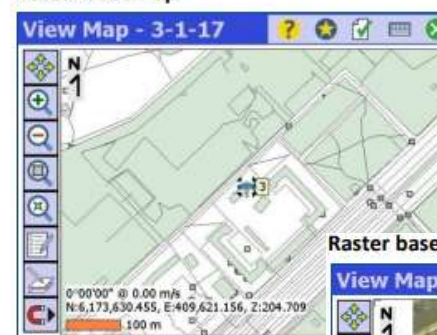 View Map - 3-1-17
?
N
1
3
0°00'00" @ 0.00 m/s
N:6,173,630.455, E:409,621.156, Z:204.709
100 m
Raster base
View Map
N